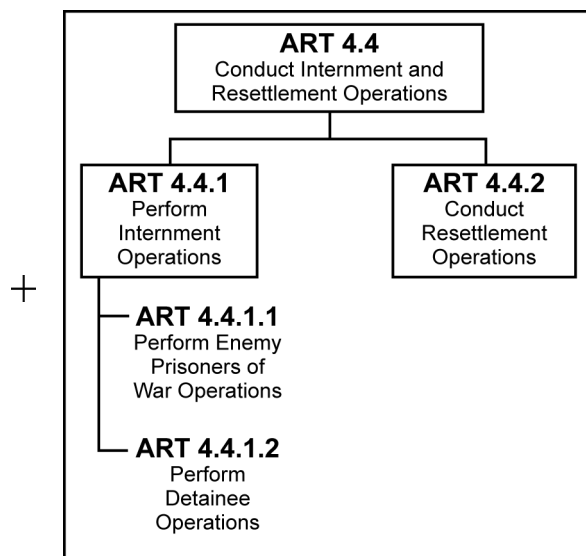 ART 4.4
Conduct Internment and
Resettlement Operations
ART 4.4.1
Perform
Internment
Operations
ART 4.4.2
Conduct
Resettlement
Operations
ART 4.4.1.1
Perform Enemy
Prisoners of
War Operations
ART 4.4.1.2
Perform
Detainee
Operations